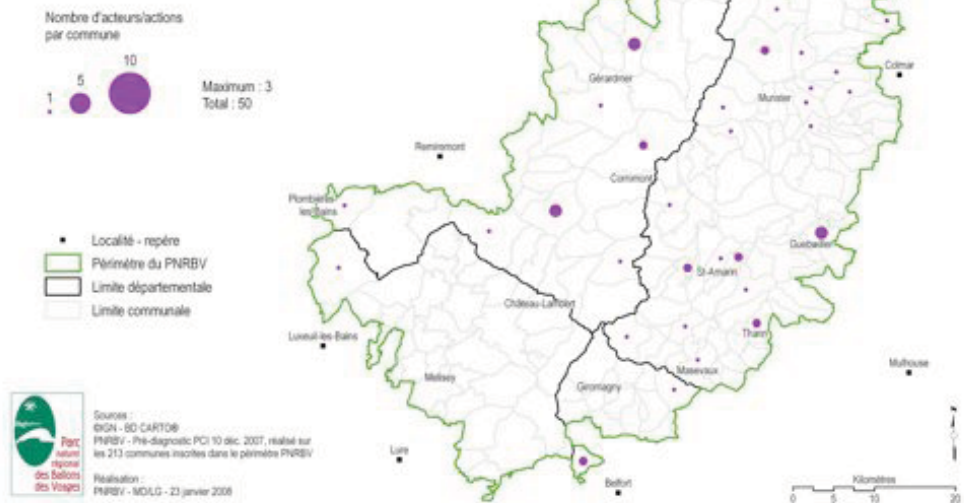 Nombre d'acteurs/actions
par commune
1
5
10
Maximum : 3
Total : 50
Gérardmer
Munster
Colmar
Remiremont
Cornimont
Plombières
les-Bains
Guebwiller
St-Amarin
Château-Lambert
Thann
Luxeuil-les-Bains
Melisey
Masevaux
Giromagny
Mulhouse
Lure
Belfort
Localité - repère
Périmètre du PNRBV
Limite départementale
Limite communale
Parc
naturel
régional
des Ballons
des Vosges
Sources :
©IGN - BD CARTO®
PNRBV - Pré-diagnostic PCI 10 déc. 2007, réalisé sur
les 213 communes inscrites dans le périmètre PNRBV
Réalisation :
PNRBV - MD/LG - 23 janvier 2008
Kilomètres
0 5 10 20